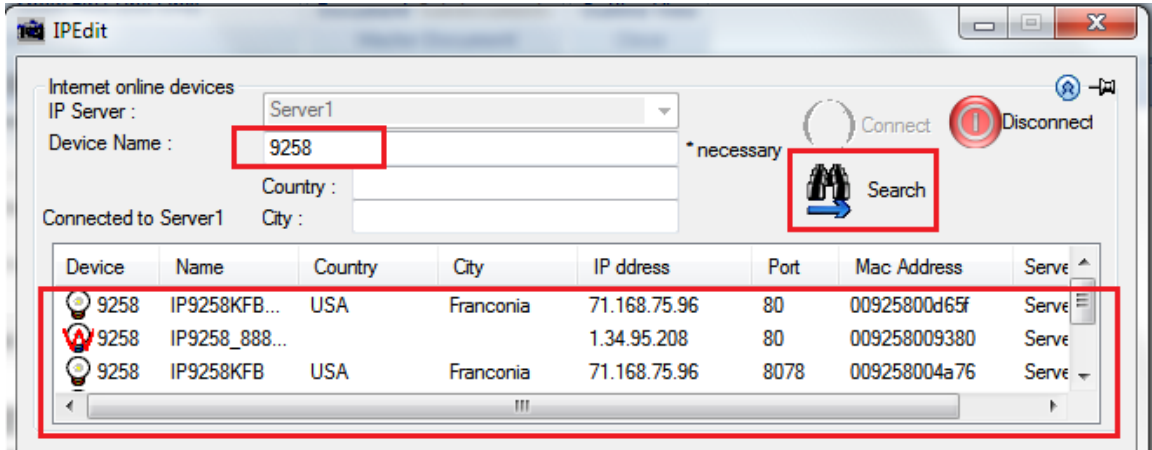 IPEdit
Internet online devices
IP Server : Server1
Connect Disconnect
Device Name : 9258 * necessary
Search
Country :
Connected to Server1 City :
Device Name Country City IP ddress Port Mac Address Serve
9258 IP9258KFB... USA Franconia 71.168.75.96 80 00925800d65f Serve
9258 IP9258_888... 1.34.95.208 80 009258009380 Serve
9258 IP9258KFB USA Franconia 71.168.75.96 8078 009258004a76 Serve